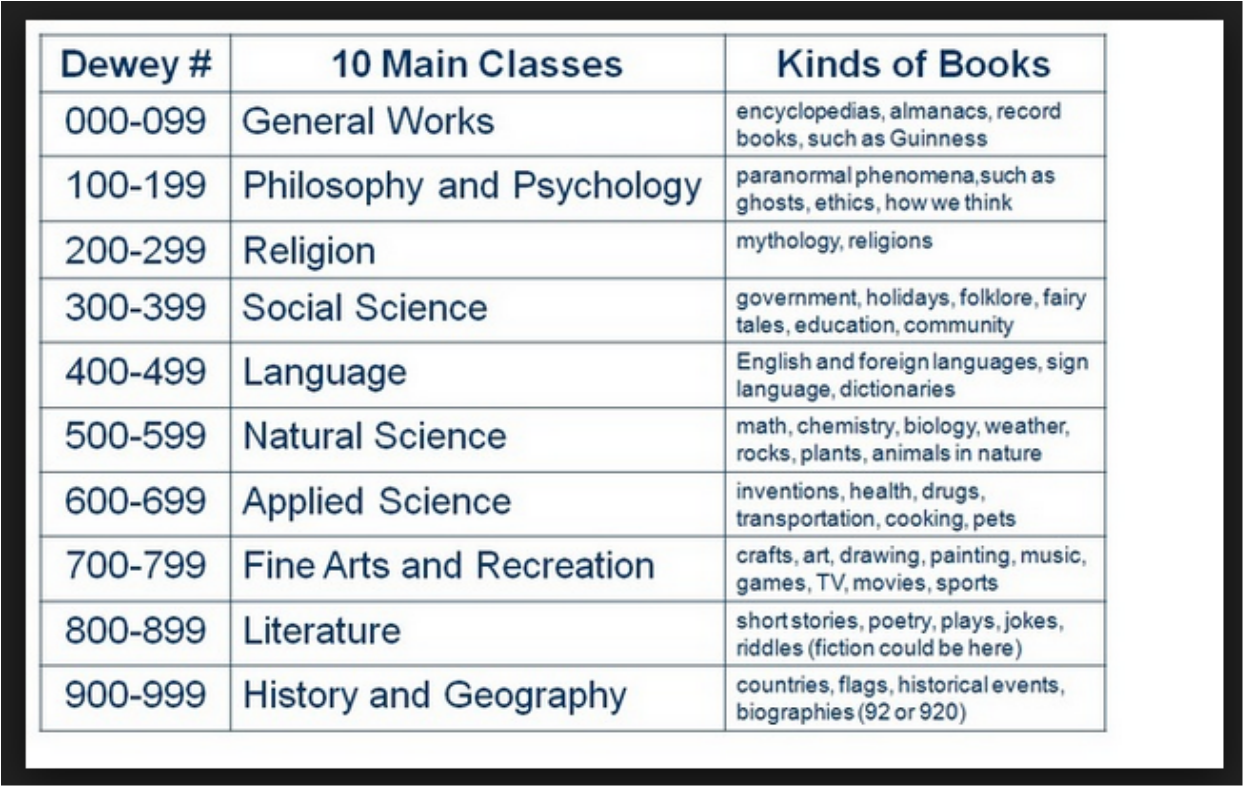 Dewey # 10 Main Classes Kinds of Books
000-099 General Works encyclopedias, almanacs, record
books, such as Guinness
100-199 Philosophy and Psychology paranormal phenomena,such as
ghosts, ethics, how we think
200-299 Religion mythology, religions
300-399 Social Science government, holidays, folklore, fairy
tales, education, community
400-499 Language English and foreign languages, sign
language, dictionaries
500-599 Natural Science math, chemistry, biology, weather,
rocks, plants, animals in nature
600-699 Applied Science inventions, health, drugs,
transportation, cooking, pets
700-799 Fine Arts and Recreation crafts, art, drawing, painting, music,
games, TV, movies, sports
800-899 Literature short stories, poetry, plays, jokes,
riddles (fiction could be here)
900-999 History and Geography countries, flags, historical events,
biographies (92 or 920)